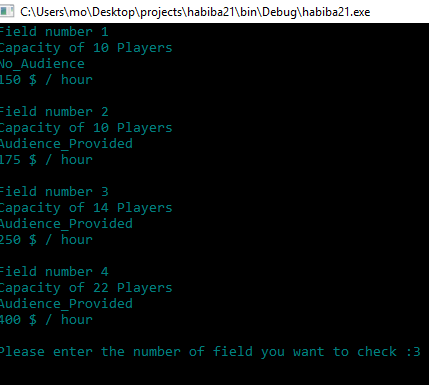 C:\Users\mo\Desktop\projects\habiba21\bin\Debug\habiba21.exe
Field number 1
Capacity of 10 Players
No_Audience
150 $ / hour
Field number 2
Capacity of 10 Players
Audience_Provided
175 $ / hour
Field number 3
Capacity of 14 Players
Audience_Provided
250 $ / hour
Field number 4
Capacity of 22 Players
Audience_Provided
400 $ / hour
Please enter the number of field you want to check :3